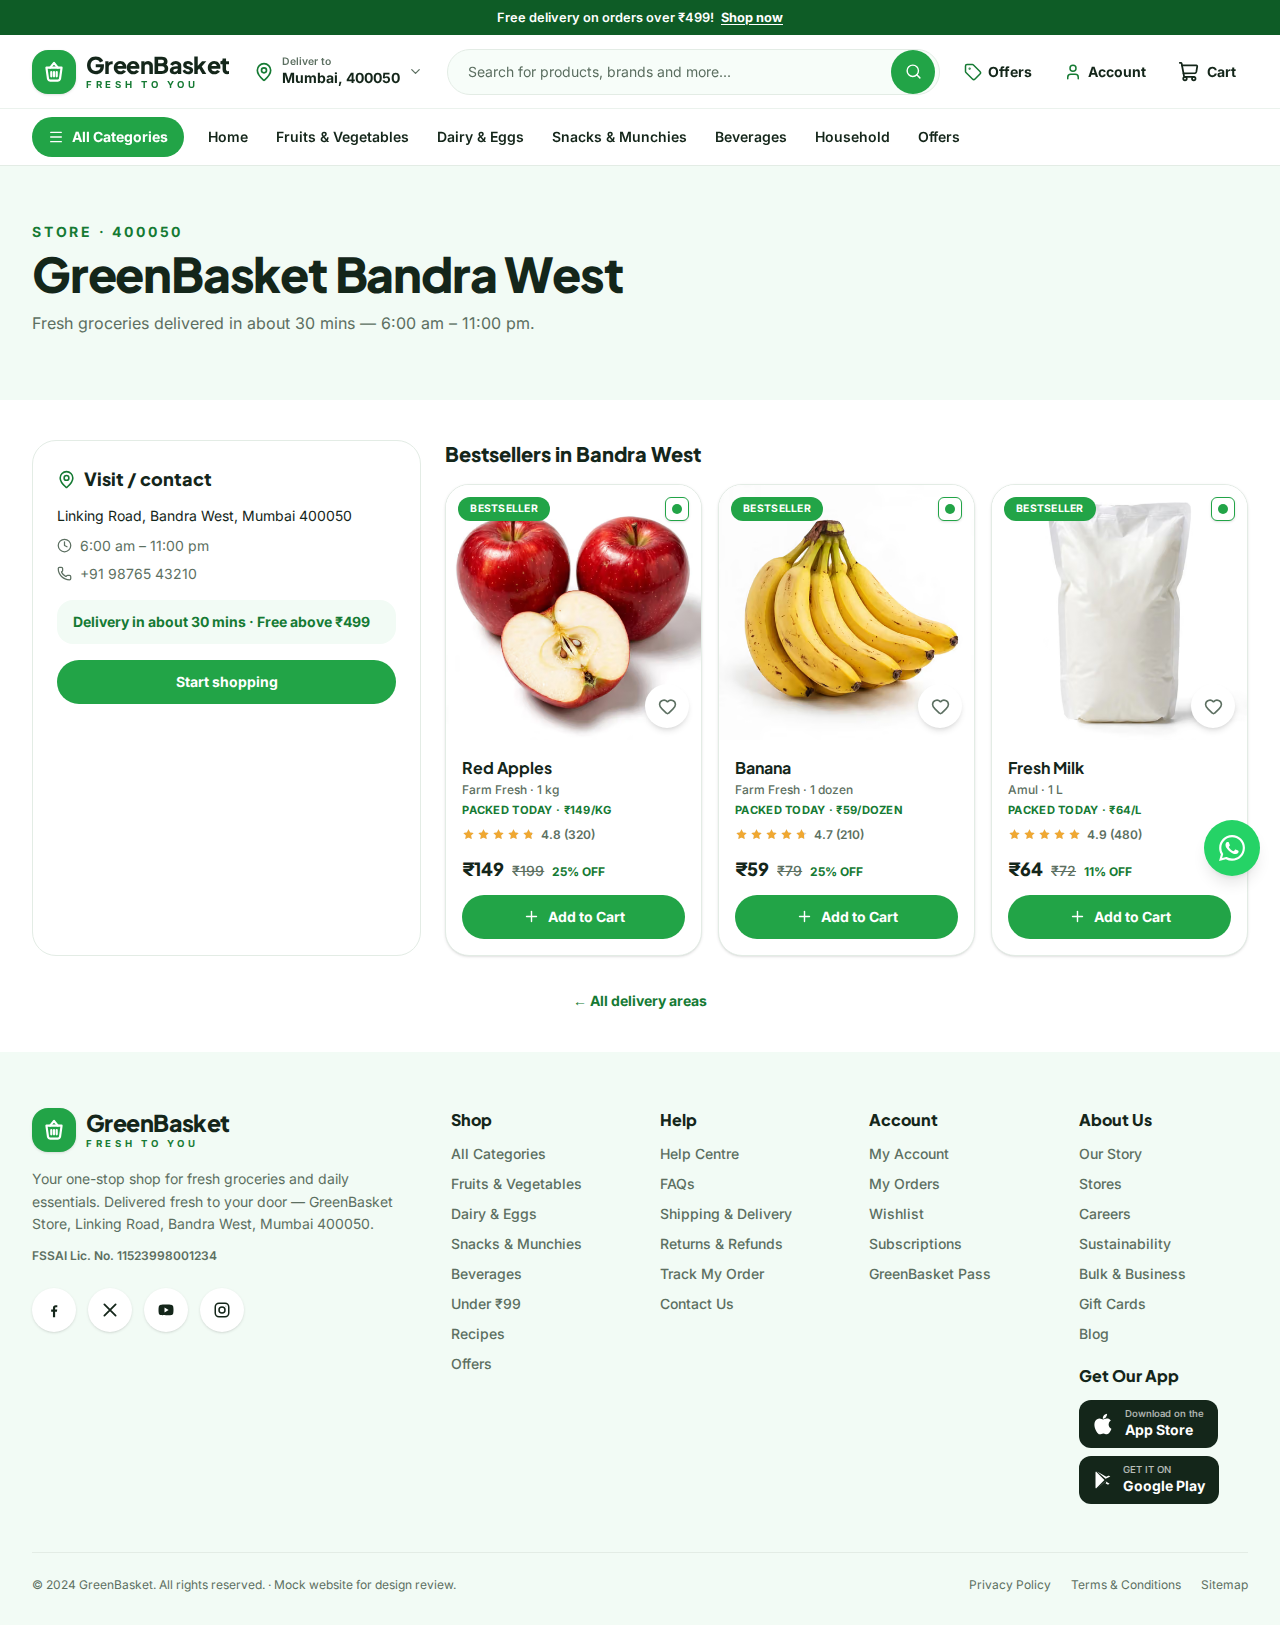 Free delivery on orders over ₹499! Shop now
GreenBasket
FRESH TO YOU
Deliver to
Mumbai, 400050
Search for products, brands and more...
Offers
Account
Cart
All Categories
Home
Fruits & Vegetables
Dairy & Eggs
Snacks & Munchies
Beverages
Household
Offers
STORE · 400050
GreenBasket Bandra West
Fresh groceries delivered in about 30 mins — 6:00 am – 11:00 pm.
Visit / contact
Linking Road, Bandra West, Mumbai 400050
6:00 am – 11:00 pm
+91 98765 43210
Delivery in about 30 mins · Free above ₹499
Start shopping
Bestsellers in Bandra West
BESTSELLER
Red Apples
Farm Fresh · 1 kg
PACKED TODAY · ₹149/KG
4.8 (320)
₹149 ₹199 25% OFF
Add to Cart
BESTSELLER
Banana
Farm Fresh · 1 dozen
PACKED TODAY · ₹59/DOZEN
4.7 (210)
₹59 ₹79 25% OFF
Add to Cart
BESTSELLER
Fresh Milk
Amul · 1 L
PACKED TODAY · ₹64/L
4.9 (480)
₹64 ₹72 11% OFF
Add to Cart
← All delivery areas
GreenBasket
FRESH TO YOU
Your one-stop shop for fresh groceries and daily
essentials. Delivered fresh to your door — GreenBasket
Store, Linking Road, Bandra West, Mumbai 400050.
FSSAI Lic. No. 11523998001234
Shop
All Categories
Fruits & Vegetables
Dairy & Eggs
Snacks & Munchies
Beverages
Under ₹99
Recipes
Offers
Help
Help Centre
FAQs
Shipping & Delivery
Returns & Refunds
Track My Order
Contact Us
Account
My Account
My Orders
Wishlist
Subscriptions
GreenBasket Pass
About Us
Our Story
Stores
Careers
Sustainability
Bulk & Business
Gift Cards
Blog
Get Our App
Download on the
App Store
GET IT ON
Google Play
© 2024 GreenBasket. All rights reserved. · Mock website for design review.
Privacy Policy
Terms & Conditions
Sitemap